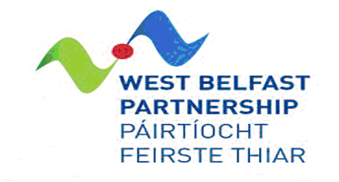 WEST BELFAST
PARTNERSHIP
PÁIRTÍOCHT
FEIRSTE THIAR